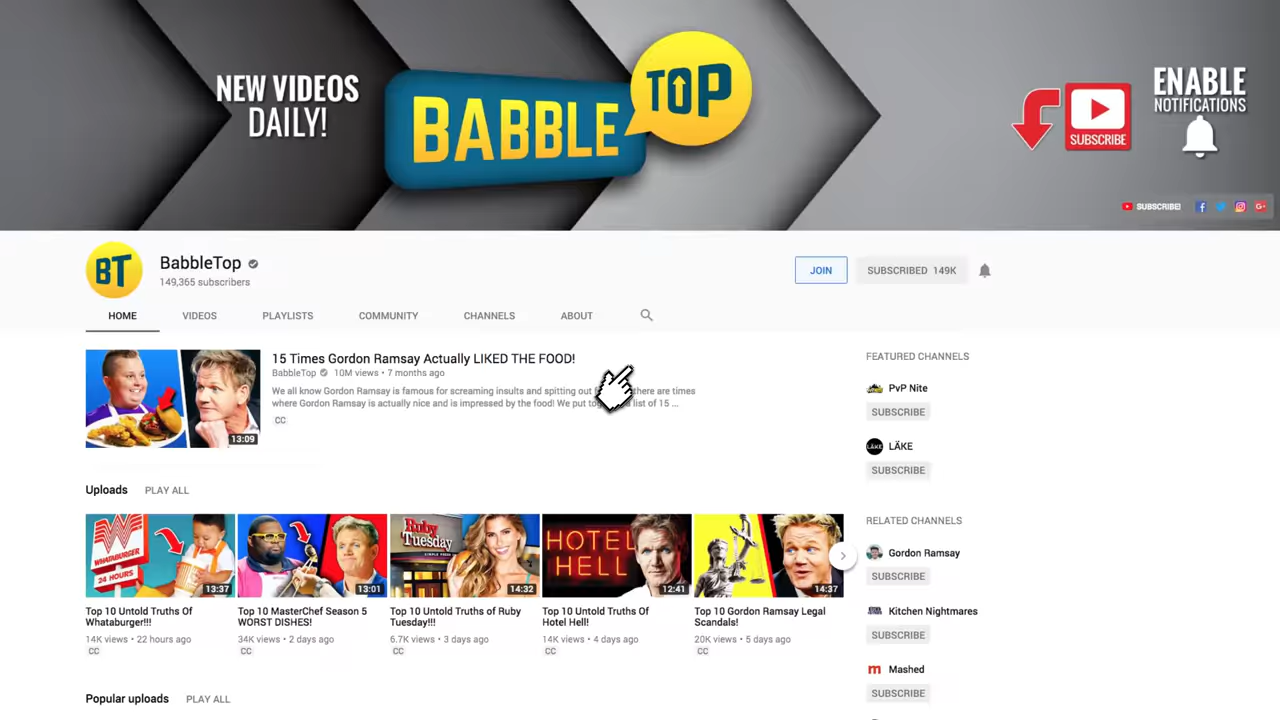 NEW VIDEOS
DAILY!
BABBLE
TOP
SUBSCRIBE
ENABLE
NOTIFICATIONS
SUBSCRIBE!
BT
BabbleTop
149,365 subscribers
JOIN
SUBSCRIBED 149K
HOME
VIDEOS
PLAYLISTS
COMMUNITY
CHANNELS
ABOUT
13:09
15 Times Gordon Ramsay Actually LIKED THE FOOD!
BabbleTop 10M views • 7 months ago
We all know Gordon Ramsay is famous for screaming insults and spitting out there are times
where Gordon Ramsay is actually nice and is impressed by the food! We put list of 15 ...
CC
FEATURED CHANNELS
PvP Nite
SUBSCRIBE
LÄKE
SUBSCRIBE
Uploads PLAY ALL
WHATABURGER
24 HOURS
13:37
13:01
Ruby
Tuesday
14:32
HOTEL
HELL
12:41
14:37
Top 10 Untold Truths Of
Whataburger!!!
14K views • 22 hours ago
CC
Top 10 MasterChef Season 5
WORST DISHES!
34K views • 2 days ago
CC
Top 10 Untold Truths of Ruby
Tuesday!!!
6.7K views • 3 days ago
CC
Top 10 Untold Truths Of
Hotel Hell!
14K views • 4 days ago
CC
Top 10 Gordon Ramsay Legal
Scandals!
20K views • 5 days ago
CC
RELATED CHANNELS
Gordon Ramsay
SUBSCRIBE
Kitchen Nightmares
SUBSCRIBE
m Mashed
SUBSCRIBE
Popular uploads PLAY ALL